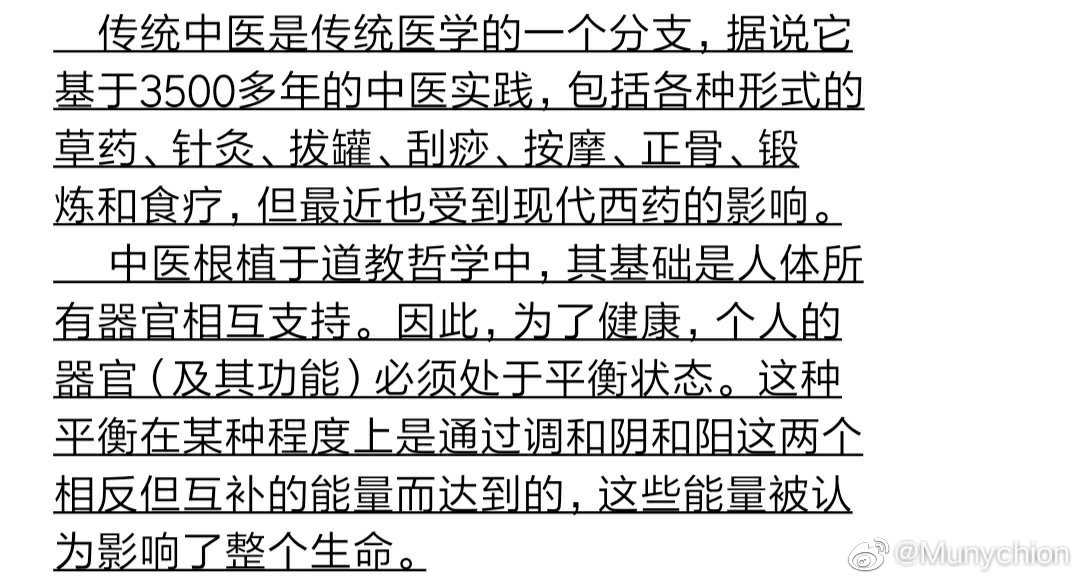 传统中医是传统医学的一个分支，据说它
基于3500多年的中医实践，包括各种形式的
草药、针灸、拔罐、刮痧、按摩、正骨、锻
炼和食疗，但最近也受到现代西药的影响。
中医根植于道教哲学中，其基础是人体所
有器官相互支持。因此，为了健康，个人的
器官（及其功能）必须处于平衡状态。这种
平衡在某种程度上是通过调和阴和阳这两个
相反但互补的能量而达到的，这些能量被认
为影响了整个生命。
@Munychion